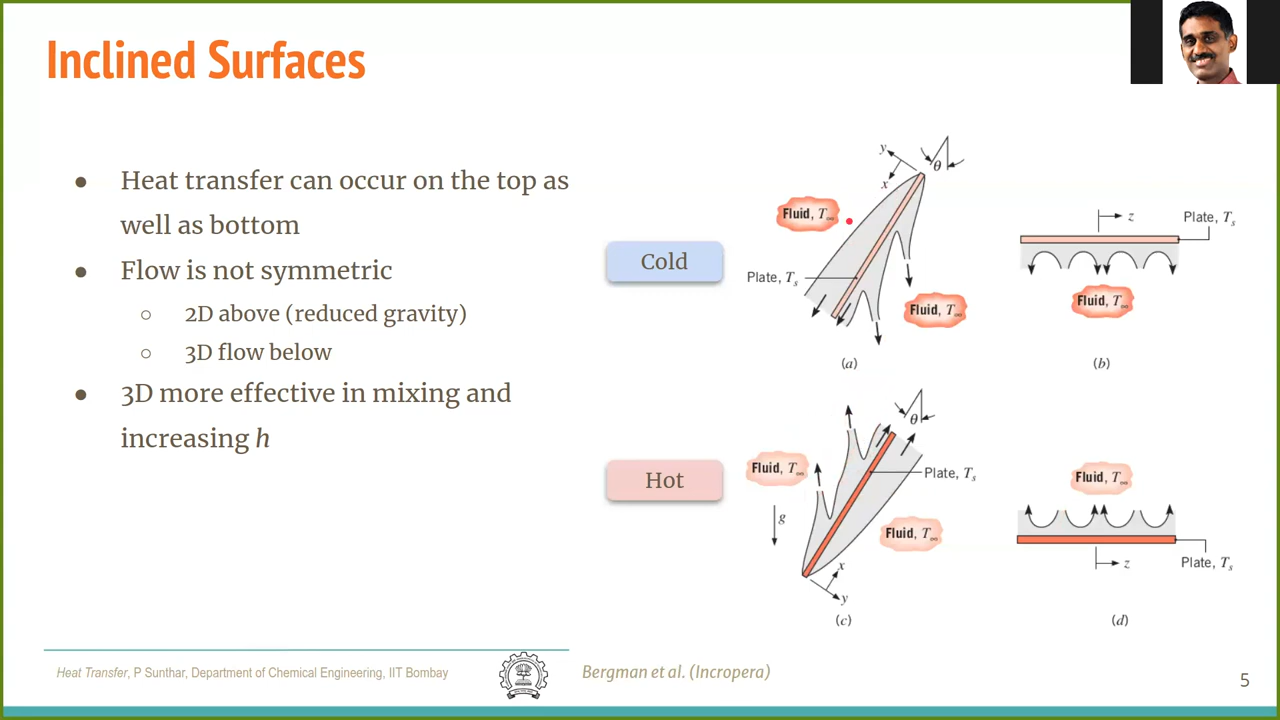 Inclined Surfaces
● Heat transfer can occur on the top as
well as bottom
● Flow is not symmetric
○ 2D above (reduced gravity)
○ 3D flow below
● 3D more effective in mixing and
increasing h
Cold
y
x
θ
Fluid, T∞
Plate, Ts
Fluid, T∞
(a)
z
Plate, Ts
Fluid, T∞
(b)
Hot
θ
Fluid, T∞
Plate, Ts
g
Fluid, T∞
x
y
(c)
Fluid, T∞
z
Plate, Ts
(d)
Heat Transfer, P Sunthar, Department of Chemical Engineering, IIT Bombay
Bergman et al. (Incropera)
5